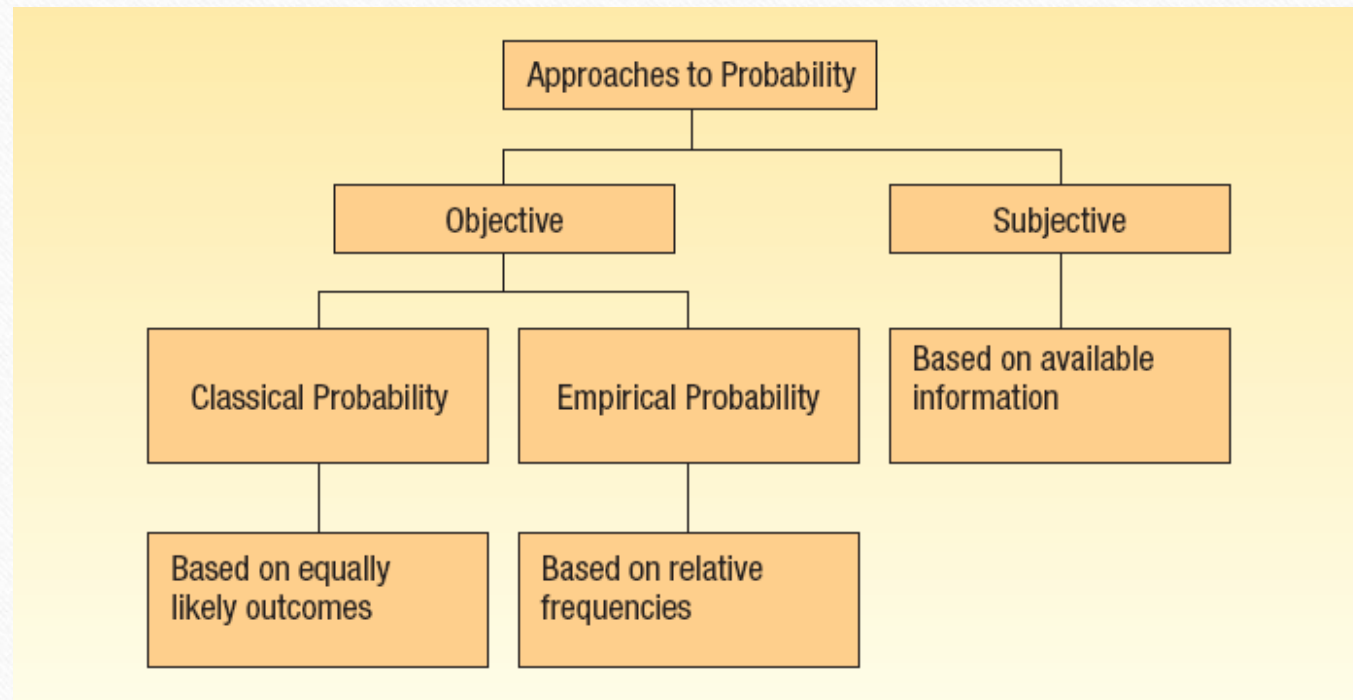 Approaches to Probability
Objective
Subjective
Classical Probability
Empirical Probability
Based on available
information
Based on equally
likely outcomes
Based on relative
frequencies